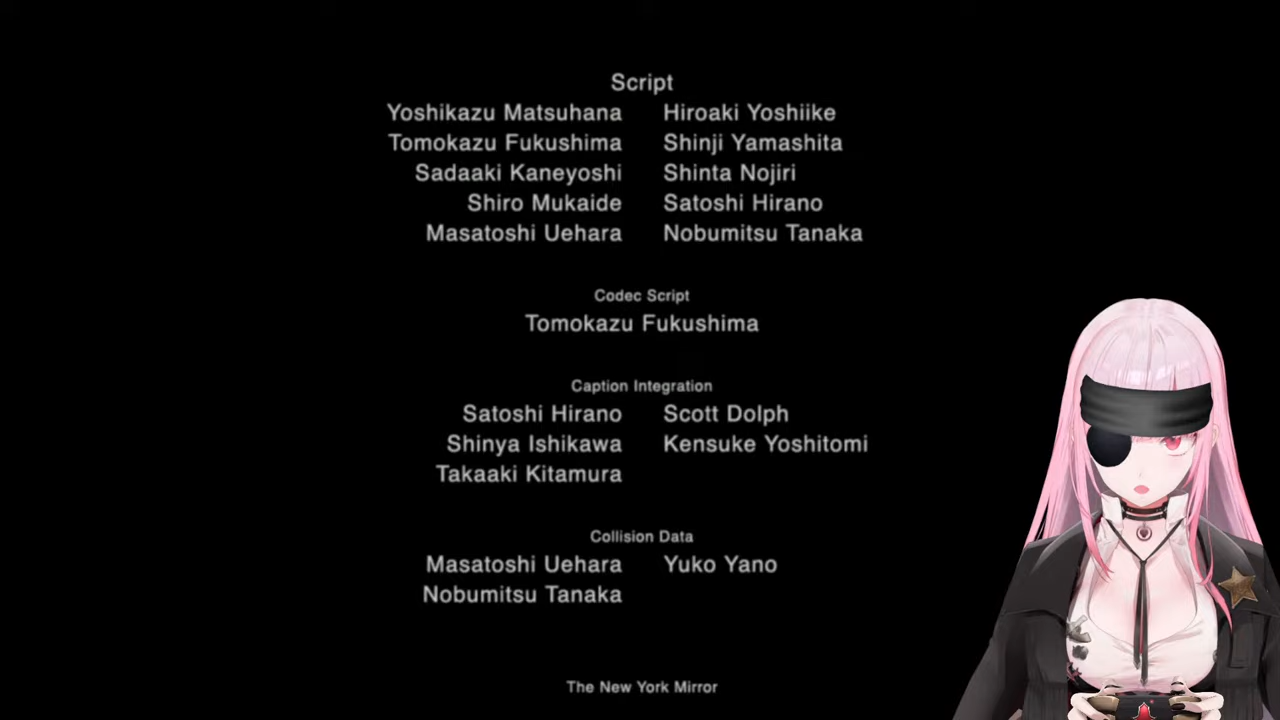 Script
Yoshikazu Matsuhana Hiroaki Yoshiike
Tomokazu Fukushima Shinji Yamashita
Sadaaki Kaneyoshi Shinta Nojiri
Shiro Mukaide Satoshi Hirano
Masatoshi Uehara Nobumitsu Tanaka
Codec Script
Tomokazu Fukushima
Caption Integration
Satoshi Hirano Scott Dolph
Shinya Ishikawa Kensuke Yoshitomi
Takaaki Kitamura
Collision Data
Masatoshi Uehara Yuko Yano
Nobumitsu Tanaka
The New York Mirror